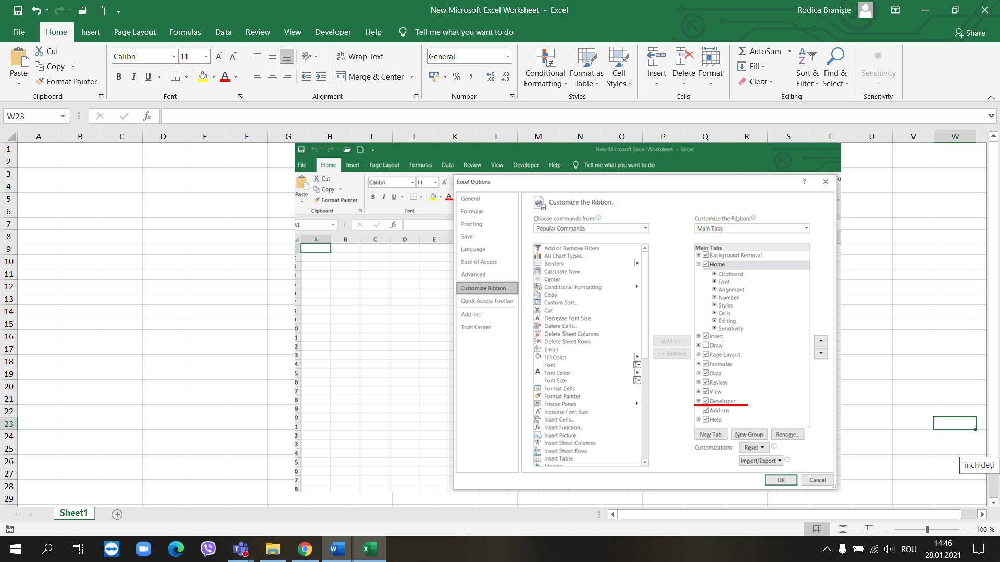 New Microsoft Excel Worksheet - Excel
Rodica Braniște
File Home Insert Page Layout Formulas Data Review View Developer Help Tell me what you want to do Share
Paste
Cut
Copy
Format Painter
Clipboard
Calibri 11
B I U
Font
Wrap Text
Merge & Center
Alignment
General
%
Number
Conditional Formatting
Format as Table
Cell Styles
Styles
Insert
Delete
Format
Cells
AutoSum
Fill
Clear
Sort & Filter
Find & Select
Editing
Sensitivity
Sensitivity
W23
fx
A B C D E F G H I J K L M N O P Q R S T U V W
1
2
3
4
5
6
7
8
9
10
11
12
13
14
15
16
17
18
19
20
21
22
23
24
25
26
27
28
29
New Microsoft Excel Worksheet - Excel
File Home Insert Page Layout Formulas Data Review View Developer Help Tell me what you want to do
Paste
Cut
Copy
Format Painter
Clipboard
Calibri 11
B I U
Font
fx
A B C D E
Excel Options
?
General
Formulas
Proofing
Save
Language
Ease of Access
Advanced
Customize Ribbon
Quick Access Toolbar
Add-ins
Trust Center
Customize the Ribbon.
Choose commands from:
Popular Commands
Add or Remove Filters
All Chart Types...
Borders
Calculate Now
Center
Conditional Formatting
Copy
Custom Sort...
Cut
Decrease Font Size
Delete Cells...
Delete Sheet Columns
Delete Sheet Rows
Email
Fill Color
Font
Font Color
Font Size
Format Cells
Format Painter
Freeze Panes
Increase Font Size
Insert Cells...
Insert Function...
Insert Picture
Insert Sheet Columns
Insert Sheet Rows
Insert Table
Add >>
<< Remove
Customize the Ribbon:
Main Tabs
Main Tabs
Background Removal
Home
Clipboard
Font
Alignment
Number
Styles
Cells
Editing
Sensitivity
Insert
Draw
Page Layout
Formulas
Data
Review
View
Developer
Add-ins
Help
New Tab New Group Rename...
Customizations: Reset
Import/Export
OK Cancel
închideți
Sheet1
100 %
ROU
14:46
28.01.2021